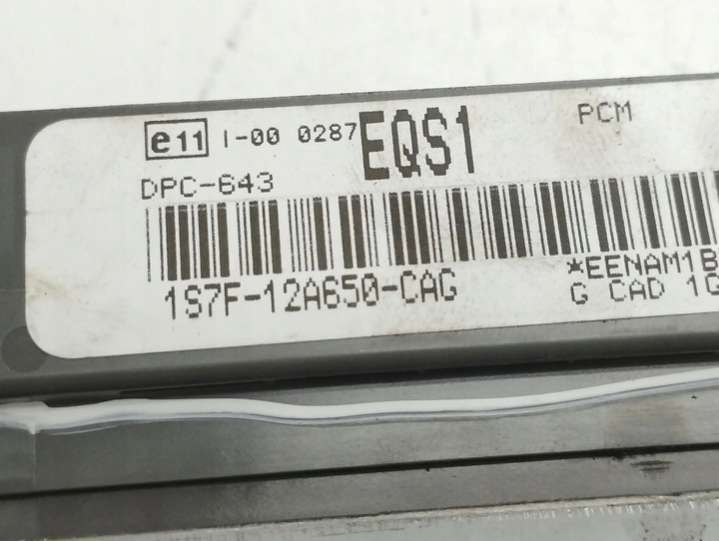 e11 I-00 0287 EQS1 PCM
DPC-643
*EENAM1B
1S7F-12A650-CAG G CAD 1G